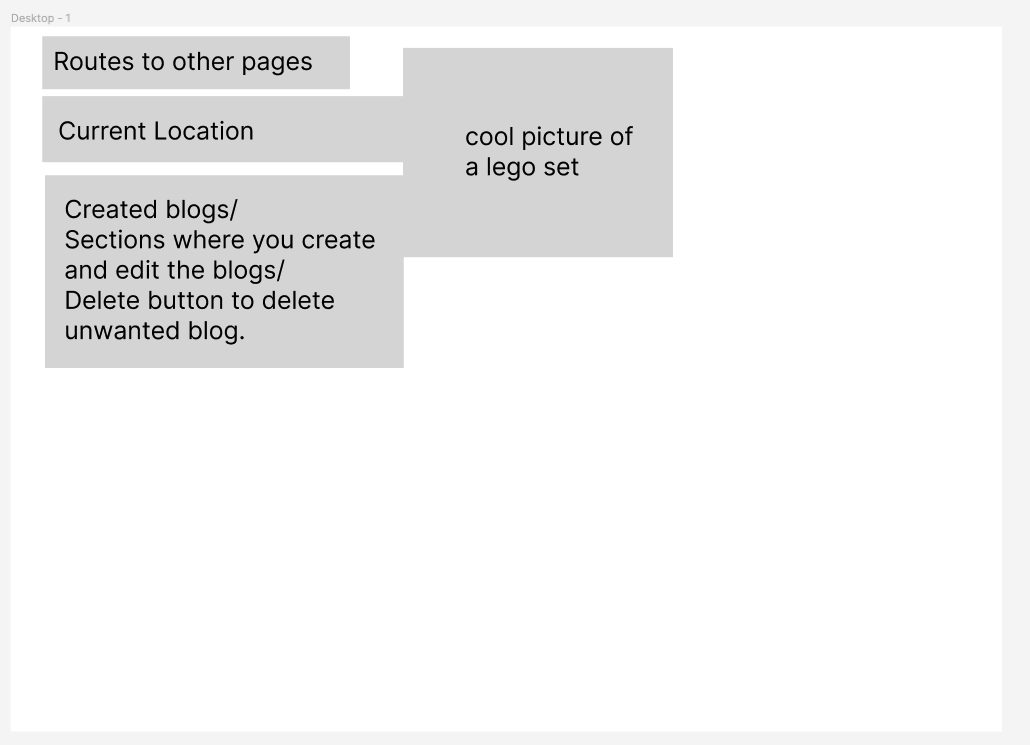 Desktop - 1
Routes to other pages
Current Location
cool picture of
a lego set
Created blogs/
Sections where you create
and edit the blogs/
Delete button to delete
unwanted blog.